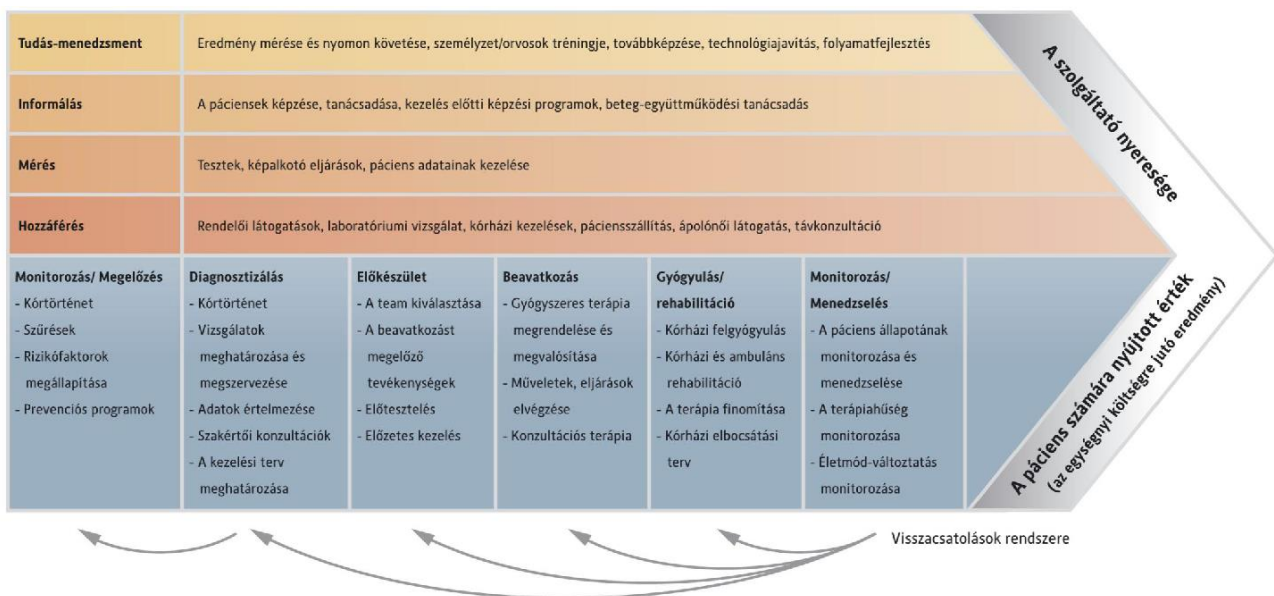 Tudás-menedzsment
Eredmény mérése és nyomon követése, személyzet/orvosok tréningje, továbbképzése, technológiajavítás, folyamatfejlesztés
Informálás
A páciensek képzése, tanácsadása, kezelés előtti képzési programok, beteg-együttműködési tanácsadás
Mérés
Tesztek, képalkotó eljárások, páciens adatainak kezelése
Hozzáférés
Rendelői látogatások, laboratóriumi vizsgálat, kórházi kezelések, páciensszállítás, ápolónői látogatás, távkonzultáció
Monitorozás/ Megelőzés
- Kórtörténet
- Szűrések
- Rizikófaktorok
megállapítása
- Prevenciós programok
Diagnosztizálás
- Kórtörténet
- Vizsgálatok
meghatározása és
megszervezése
- Adatok értelmezése
- Szakértői konzultációk
- A kezelési terv
meghatározása
Előkészület
- A team kiválasztása
- A beavatkozást
megelőző
tevékenységek
- Előtesztelés
- Előzetes kezelés
Beavatkozás
- Gyógyszeres terápia
megrendelése és
megvalósítása
- Műveletek, eljárások
elvégzése
- Konzultációs terápia
Gyógyulás/
rehabilitáció
- Kórházi felgyógyulás
- Kórházi és ambuláns
rehabilitáció
- A terápia finomítása
- Kórházi elbocsátási
terv
Monitorozás/
Menedzselés
- A páciens állapotának
monitorozása és
menedzselése
- A terápiahűség
monitorozása
- Életmód-változtatás
monitorozása
A szolgáltató nyeresége
A páciens számára nyújtott érték
(az egységnyi költségre jutó eredmény)
Visszacsatolások rendszere